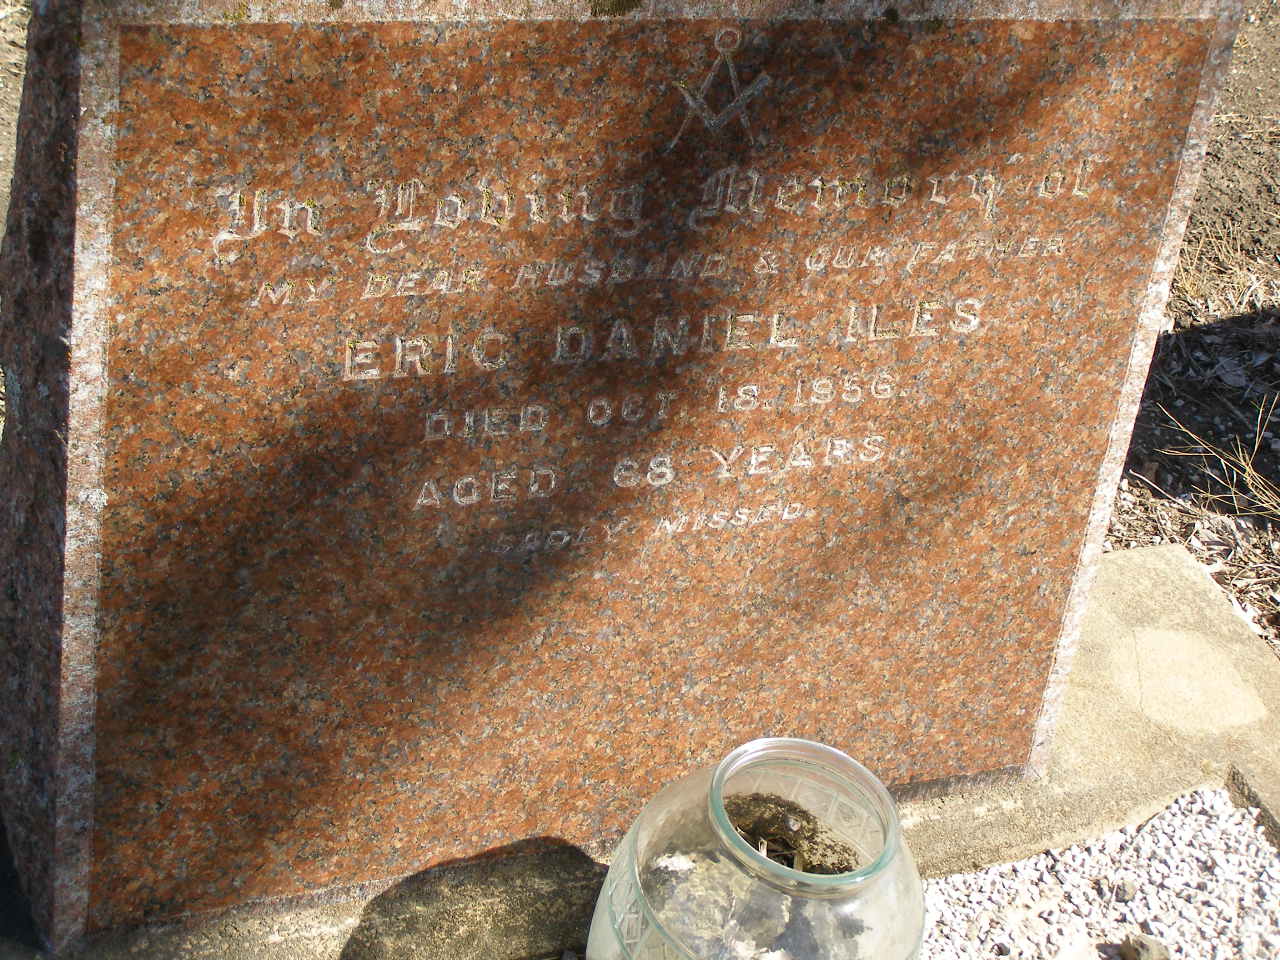 In Loving Memory of
MY DEAR HUSBAND & OUR FATHER
ERIC DANIEL ILES
DIED OCT. 18. 1956.
AGED 68 YEARS.
SADLY MISSED.